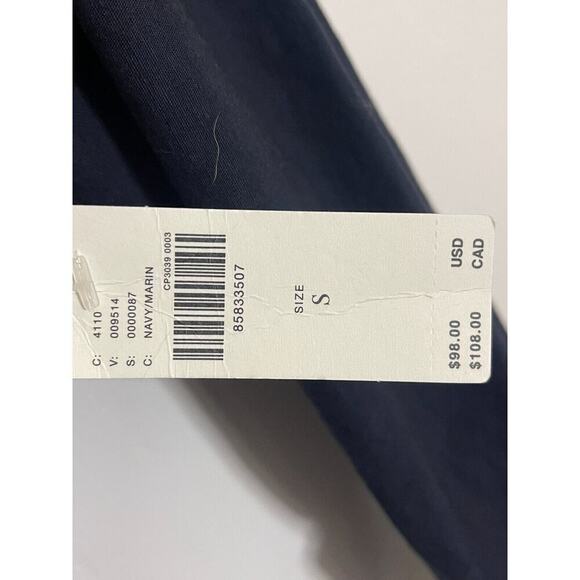 C: 4110
V: 009514
S: 0000087
C: NAVY/MARIN
CP3039 0003
85833507
SIZE
S
$98.00 USD
$108.00 CAD